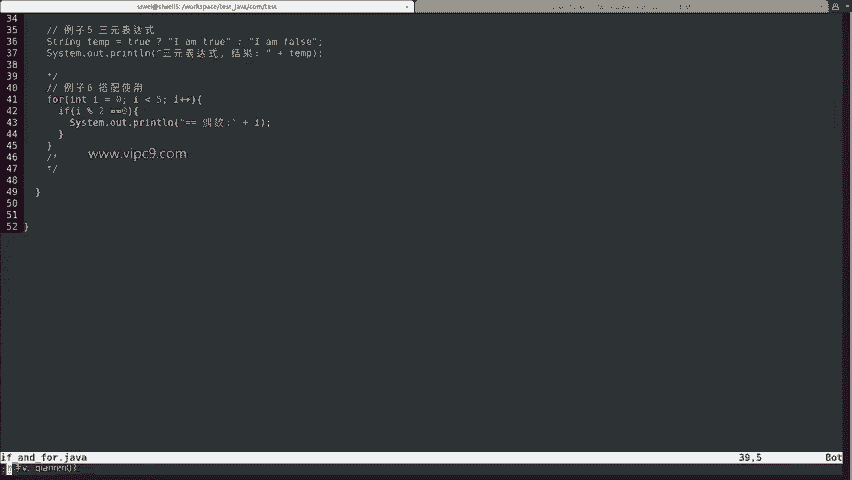 siwei@siwei15: /workspace/test_java/com/test
34
35 // 例子5 三元表达式
36 String temp = true ? "I am true" : "I am false";
37 System.out.println("三元表达式, 结果: " + temp);
38
39 */
40 // 例子6 搭配使用
41 for(int i = 0; i < 5; i++){
42 if(i % 2 ==0){
43 System.out.println("== 偶数:" + i);
44 }
45 }
46 /*
www.vipc9.com
47 */
48
49 }
50
51
52 }
if_and_for.java 39,5 Bot